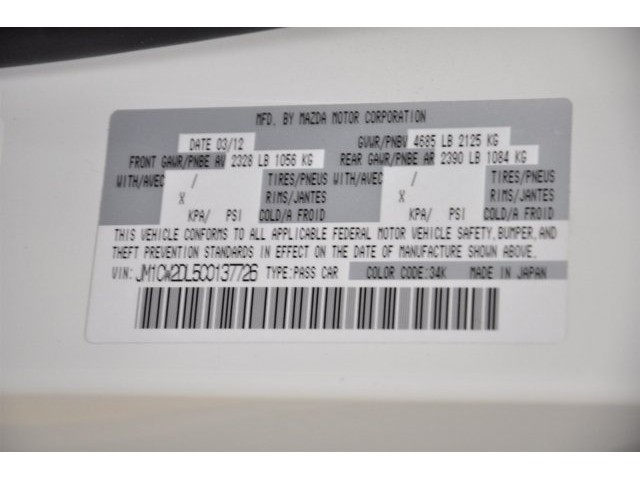 MFD. BY MAZDA MOTOR CORPORATION
DATE 03/12 GVWR/PNBV 4685 LB 2125 KG
FRONT GAWR/PNBE AV 2328 LB 1056 KG REAR GAWR/PNBE AR 2390 LB 1084 KG
WITH/AVEC / TIRES/PNEUS WITH/AVEC / TIRES/PNEUS
X RIMS/JANTES X RIMS/JANTES
KPA/ PSI COLD/A FROID KPA/ PSI COLD/A FROID
THIS VEHICLE CONFORMS TO ALL APPLICABLE FEDERAL MOTOR VEHICLE SAFETY, BUMPER, AND
THEFT PREVENTION STANDARDS IN EFFECT ON THE DATE OF MANUFACTURE SHOWN ABOVE.
VIN: JM1CW2DL5C0137726 TYPE:PASS CAR COLOR CODE:34K MADE IN JAPAN